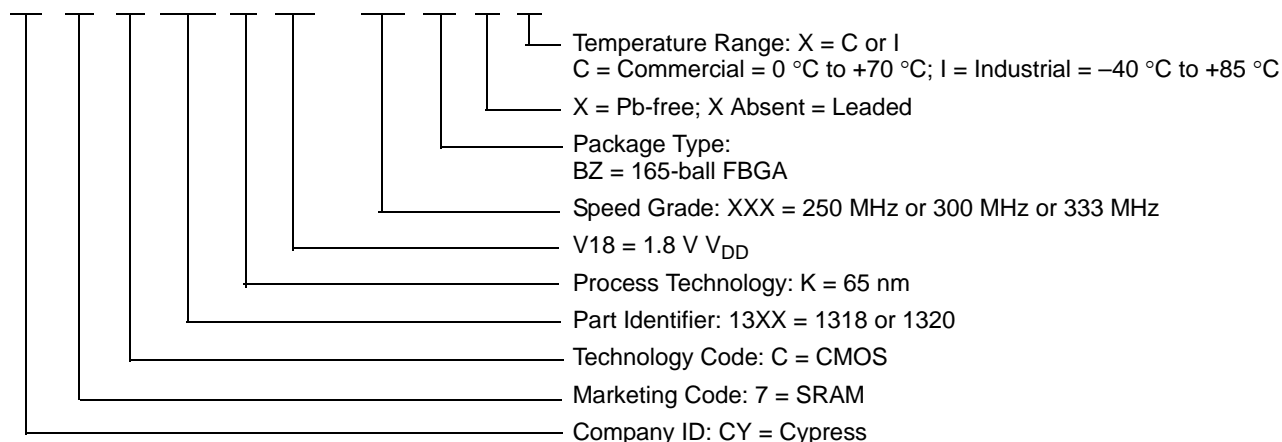 Temperature Range: X = C or I
C = Commercial = 0 °C to +70 °C; I = Industrial = –40 °C to +85 °C
X = Pb-free; X Absent = Leaded
Package Type:
BZ = 165-ball FBGA
Speed Grade: XXX = 250 MHz or 300 MHz or 333 MHz
V18 = 1.8 V VDD
Process Technology: K = 65 nm
Part Identifier: 13XX = 1318 or 1320
Technology Code: C = CMOS
Marketing Code: 7 = SRAM
Company ID: CY = Cypress